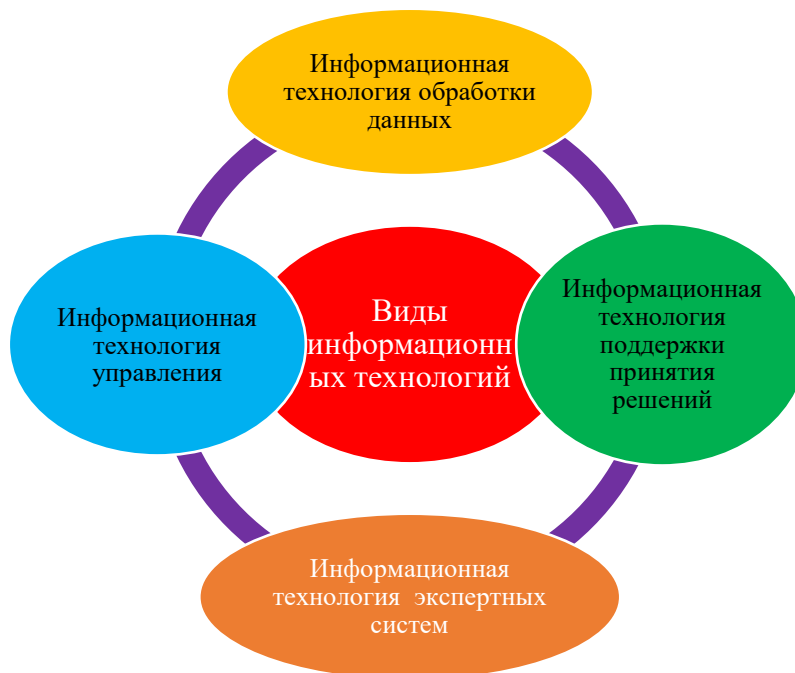 Информационная
технология обработки
данных
Информационная
технология
управления
Виды
информационн
ых технологий
Информационная
технология
поддержки
принятия
решений
Информационная
технология экспертных
систем